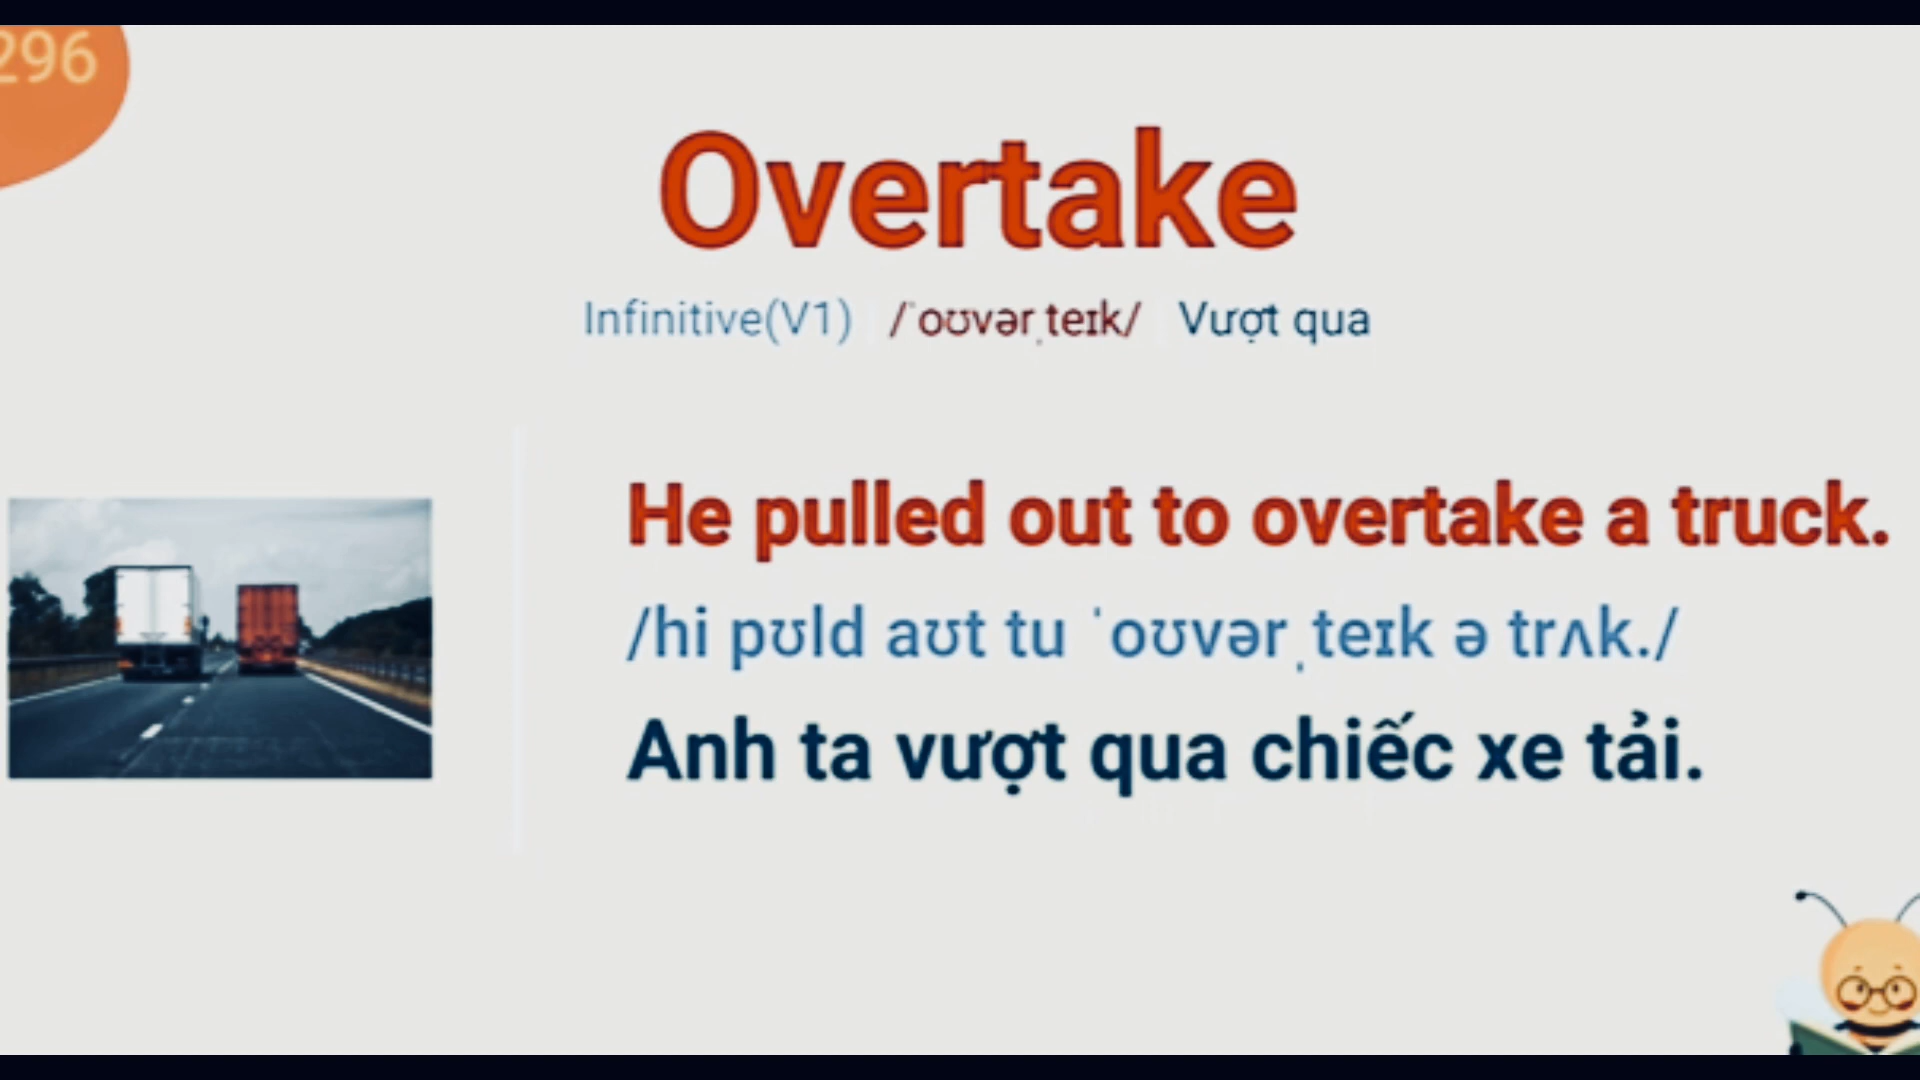 296
Overtake
Infinitive(V1) /ˈoʊvərˌteɪk/ Vượt qua
He pulled out to overtake a truck.
/hi pʊld aʊt tu ˈoʊvərˌteɪk ə trʌk./
Anh ta vượt qua chiếc xe tải.